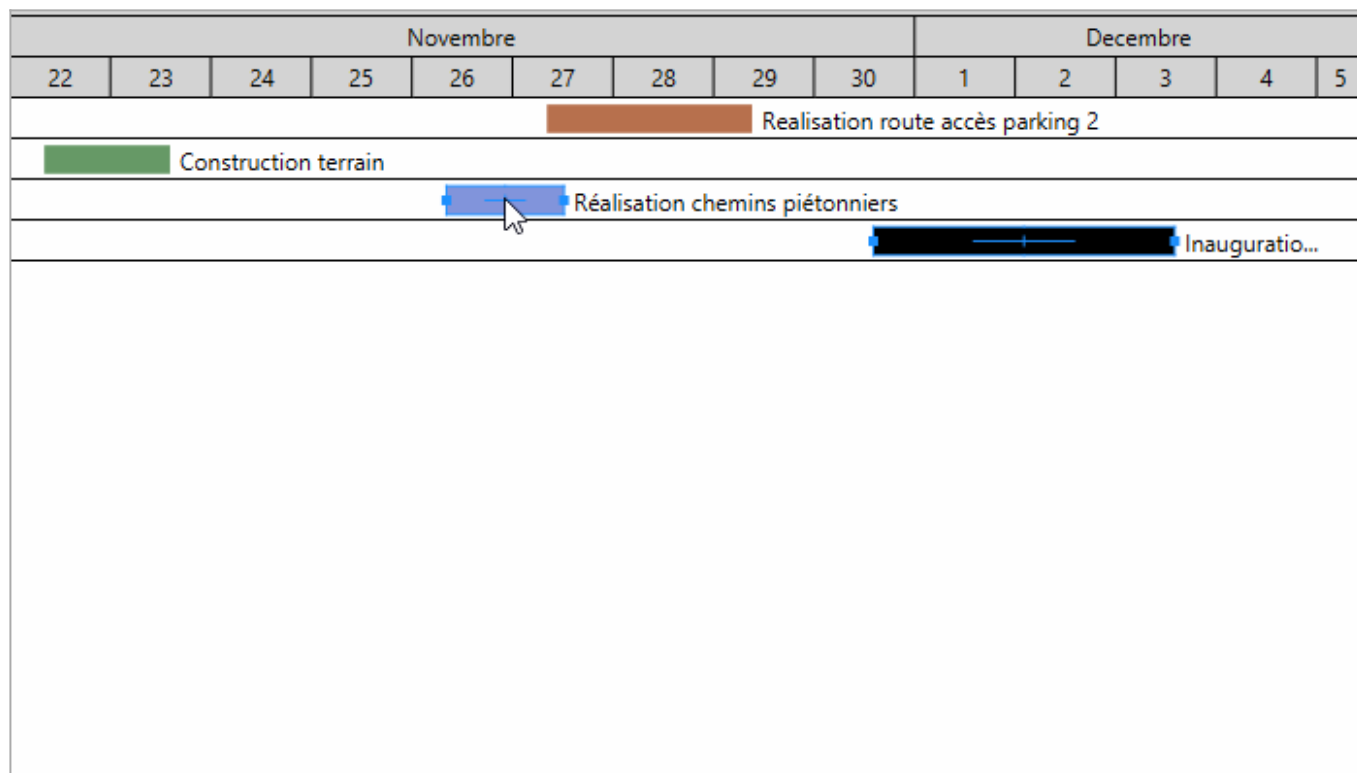 Novembre Decembre
22 23 24 25 26 27 28 29 30 1 2 3 4 5
Realisation route accès parking 2
Construction terrain
Réalisation chemins piétonniers
Inauguratio...